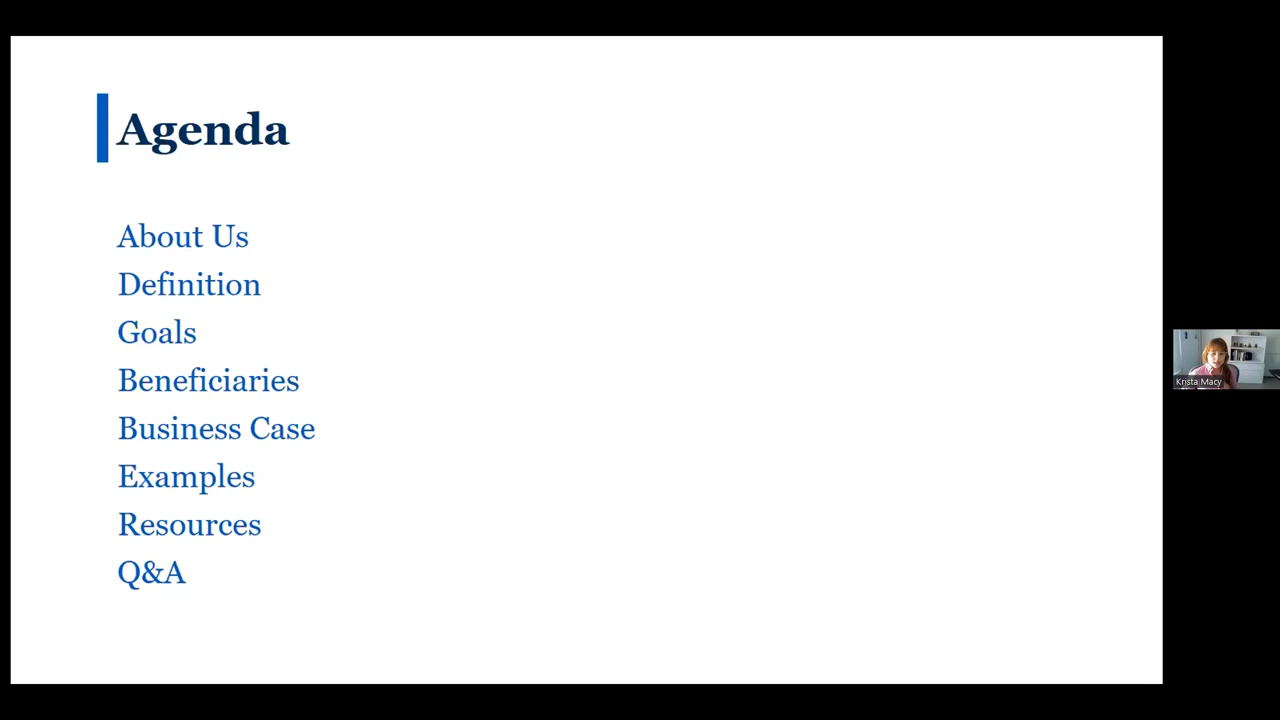 Agenda
About Us
Definition
Goals
Beneficiaries
Business Case
Examples
Resources
Q&A
Krista Macy